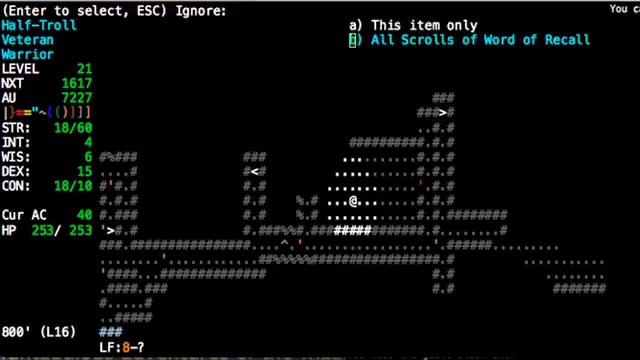 (Enter to select, ESC) Ignore:
You ca
Half-Troll
a) This item only
Veteran
b) All Scrolls of Word of Recall
Warrior
LEVEL 21
NXT 1617
AU 7227
|}=="~(()]]]
STR: 18/60
INT: 4
WIS: 6
DEX: 15
CON: 18/10
Cur AC 40
HP 253/ 253
800' (L16)
LF:8-?